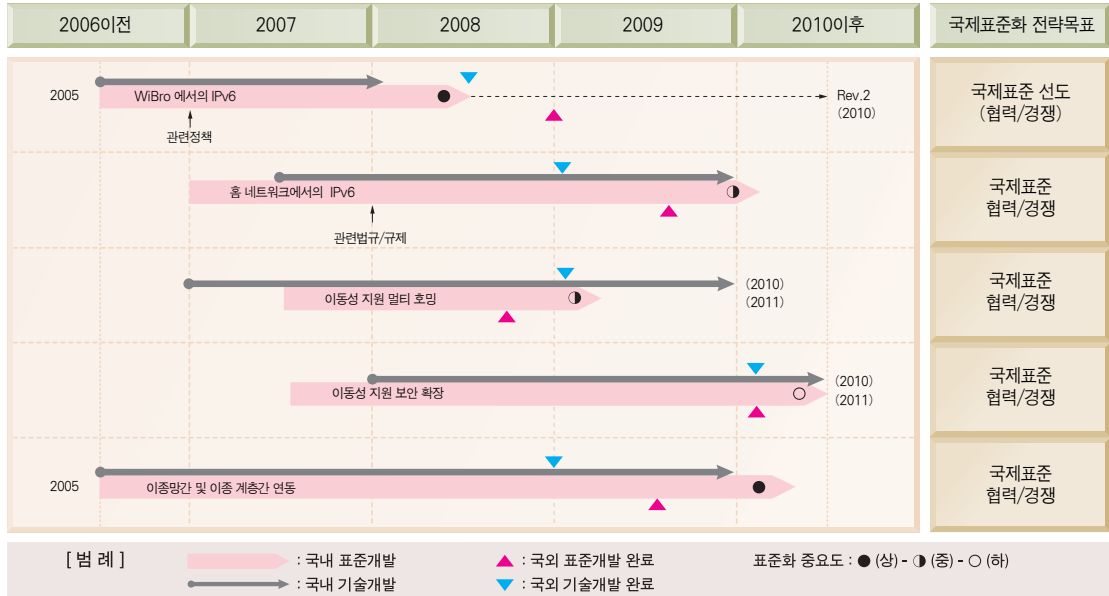 2006이전 2007 2008 2009 2010이후 국제표준화 전략목표
2005 WiBro 에서의 IPv6 Rev.2
(2010)
관련정책
국제표준 선도
(협력/경쟁)
홈 네트워크에서의 IPv6
관련법규/규제
국제표준
협력/경쟁
이동성 지원 멀티 호밍
(2010)
(2011)
국제표준
협력/경쟁
이동성 지원 보안 확장
(2010)
(2011)
국제표준
협력/경쟁
2005 이종망간 및 이종 계층간 연동
국제표준
협력/경쟁
[ 범 례 ] : 국내 표준개발 : 국외 표준개발 완료 표준화 중요도 : ● (상) - ◑ (중) - ○ (하)
: 국내 기술개발 : 국외 기술개발 완료